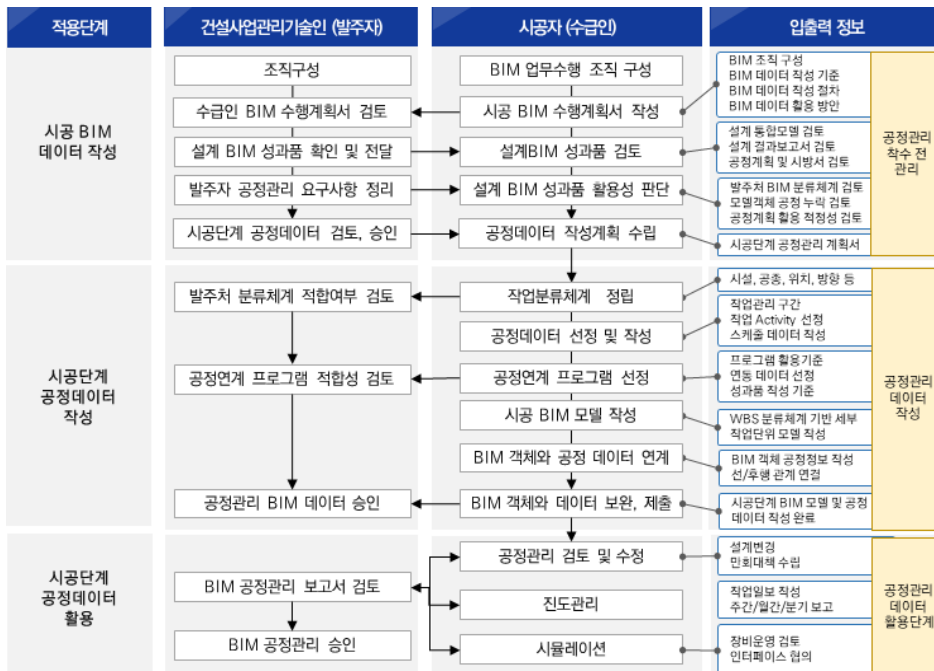 적용단계
건설사업관리기술인 (발주자)
시공자 (수급인)
입출력 정보
시공 BIM
데이터 작성
조직구성
수급인 BIM 수행계획서 검토
설계 BIM 성과품 확인 및 전달
발주자 공정관리 요구사항 정리
시공단계 공정데이터 검토, 승인
BIM 업무수행 조직 구성
시공 BIM 수행계획서 작성
설계BIM 성과품 검토
설계 BIM 성과품 활용성 판단
공정데이터 작성계획 수립
BIM 조직 구성
BIM 데이터 작성 기준
BIM 데이터 작성 절차
BIM 데이터 활용 방안
설계 통합모델 검토
설계 결과보고서 검토
공정계획 및 시방서 검토
발주처 BIM 분류체계 검토
모델객체 공정 누락 검토
공정계획 활용 적정성 검토
시공단계 공정관리 계획서
공정관리
착수 전
관리
시공단계
공정데이터
작성
발주처 분류체계 적합여부 검토
공정연계 프로그램 적합성 검토
공정관리 BIM 데이터 승인
작업분류체계 정립
공정데이터 선정 및 작성
공정연계 프로그램 선정
시공 BIM 모델 작성
BIM 객체와 공정 데이터 연계
BIM 객체와 데이터 보완, 제출
시설, 공종, 위치, 방향 등
작업관리 구간
작업 Activity 선정
스케줄 데이터 작성
프로그램 활용기준
연동 데이터 선정
성과품 작성 기준
WBS 분류체계 기반 세부
작업단위 모델 작성
BIM 객체 공정정보 작성
선/후행 관계 연결
시공단계 BIM 모델 및 공정
데이터 작성 완료
공정관리
데이터
작성
시공단계
공정데이터
활용
BIM 공정관리 보고서 검토
BIM 공정관리 승인
공정관리 검토 및 수정
진도관리
시뮬레이션
설계변경
만회대책 수립
작업일보 작성
주간/월간/분기 보고
장비운영 검토
인터페이스 협의
공정관리
데이터
활용단계